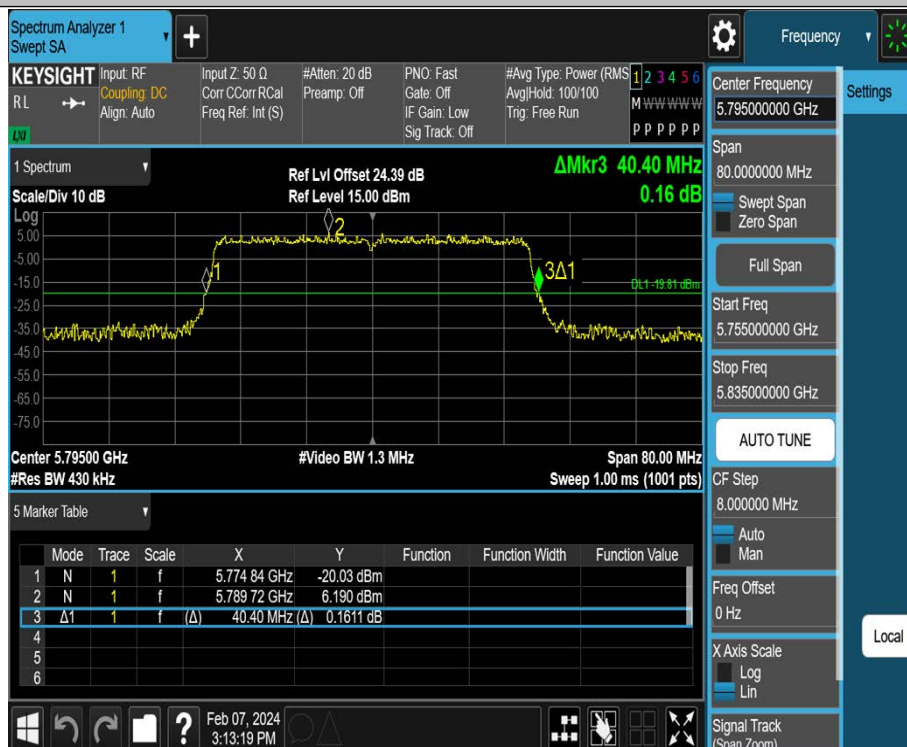 Spectrum Analyzer 1
Swept SA
Frequency
KEYSIGHT
RL
LXI
Input: RF
Coupling: DC
Align: Auto
Input Z: 50 Ω
Corr CCorr RCal
Freq Ref: Int (S)
#Atten: 20 dB
Preamp: Off
PNO: Fast
Gate: Off
IF Gain: Low
Sig Track: Off
#Avg Type: Power (RMS
Avg|Hold: 100/100
Trig: Free Run
1 2 3 4 5 6
M W W W W W
P P P P P P
Center Frequency
5.795000000 GHz
Settings
Span
80.0000000 MHz
Swept Span
Zero Span
Full Span
Start Freq
5.755000000 GHz
Stop Freq
5.835000000 GHz
AUTO TUNE
CF Step
8.000000 MHz
Auto
Man
Freq Offset
0 Hz
X Axis Scale
Log
Lin
Signal Track
(Span Zoom)
Local
1 Spectrum
Scale/Div 10 dB
Ref Lvl Offset 24.39 dB
Ref Level 15.00 dBm
ΔMkr3 40.40 MHz
0.16 dB
Log
5.00
-5.00
-15.0
-25.0
-35.0
-45.0
-55.0
-65.0
-75.0
1
2
3Δ1
DL1 -19.81 dBm
Center 5.79500 GHz
#Res BW 430 kHz
#Video BW 1.3 MHz
Span 80.00 MHz
Sweep 1.00 ms (1001 pts)
5 Marker Table
Mode Trace Scale X Y Function Function Width Function Value
1 N 1 f 5.774 84 GHz -20.03 dBm
2 N 1 f 5.789 72 GHz 6.190 dBm
3 Δ1 1 f (Δ) 40.40 MHz (Δ) 0.1611 dB
4
5
6
?
Feb 07, 2024
3:13:19 PM